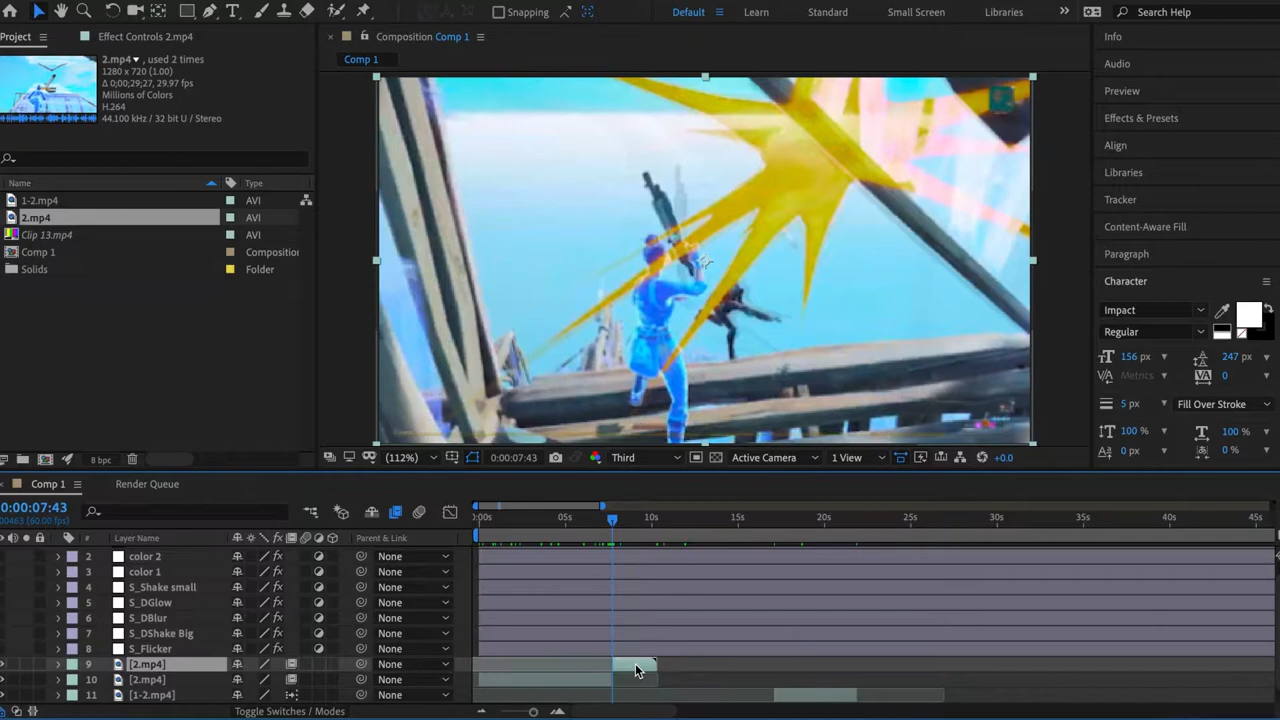 Snapping
Default
Learn
Standard
Small Screen
Libraries
Search Help
Project
Effect Controls 2.mp4
Composition Comp 1
Info
Comp 1
2.mp4, used 2 times
1280 x 720 (1.00)
Δ 0;00;29;27, 29.97 fps
Millions of Colors
H.264
44.100 kHz / 32 bit U / Stereo
Audio
Preview
Effects & Presets
Align
Libraries
Tracker
Content-Aware Fill
Paragraph
Character
Name
Type
1-2.mp4
AVI
2.mp4
AVI
Clip 13.mp4
AVI
Comp 1
Compositio
Solids
Folder
Impact
Regular
156 px
247 px
Metrics
0
5 px
Fill Over Stroke
100 %
100 %
0 px
0 %
8 bpc
(112%)
0:00:07:43
Third
Active Camera
1 View
+0.0
Comp 1
Render Queue
0:00:07:43
00463 (60.00 fps)
:00s
05s
10s
15s
20s
25s
30s
35s
40s
45s
#
Layer Name
Parent & Link
2
color 2
None
3
color 1
None
4
S_Shake small
None
5
S_DGlow
None
6
S_DBlur
None
7
S_DShake Big
None
8
S_Flicker
None
9
[2.mp4]
None
10
[2.mp4]
None
11
[1-2.mp4]
None
Toggle Switches / Modes